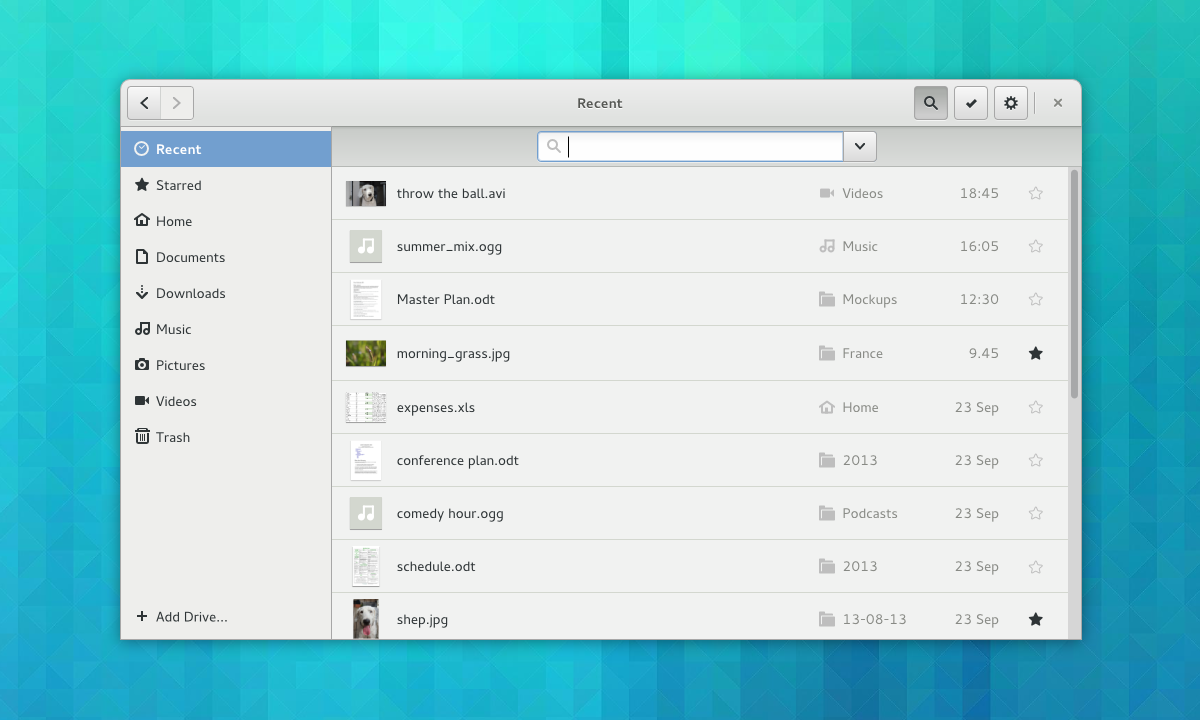 Recent
Recent
Starred
Home
Documents
Downloads
Music
Pictures
Videos
Trash
Add Drive...
throw the ball.avi Videos 18:45
summer_mix.ogg Music 16:05
Master Plan.odt Mockups 12:30
morning_grass.jpg France 9.45
expenses.xls Home 23 Sep
conference plan.odt 2013 23 Sep
comedy hour.ogg Podcasts 23 Sep
schedule.odt 2013 23 Sep
shep.jpg 13-08-13 23 Sep